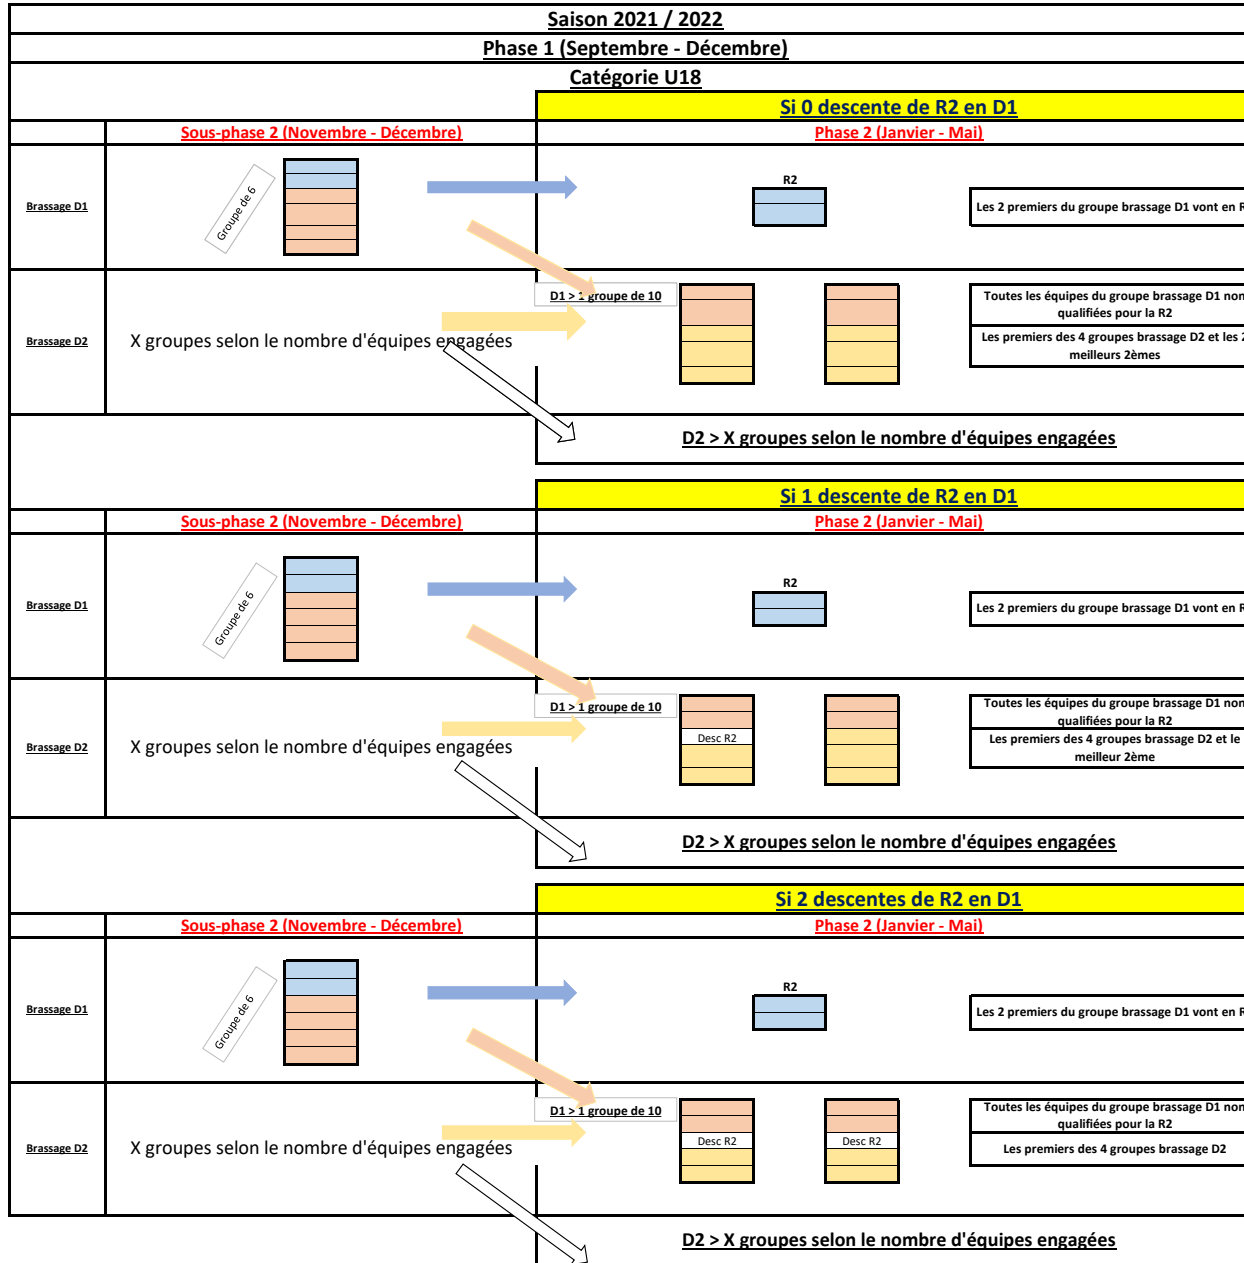 Saison 2021 / 2022
Phase 1 (Septembre - Décembre)
Catégorie U18
Si 0 descente de R2 en D1
Sous-phase 2 (Novembre - Décembre)
Phase 2 (Janvier - Mai)
Brassage D1
Groupe de 6
R2
Les 2 premiers du groupe brassage D1 vont en R
Brassage D2
X groupes selon le nombre d'équipes engagées
D1 > 1 groupe de 10
Toutes les équipes du groupe brassage D1 non
qualifiées pour la R2
Les premiers des 4 groupes brassage D2 et les 2
meilleurs 2èmes
D2 > X groupes selon le nombre d'équipes engagées
Si 1 descente de R2 en D1
Sous-phase 2 (Novembre - Décembre)
Phase 2 (Janvier - Mai)
Brassage D1
Groupe de 6
R2
Les 2 premiers du groupe brassage D1 vont en R
Brassage D2
X groupes selon le nombre d'équipes engagées
D1 > 1 groupe de 10
Desc R2
Toutes les équipes du groupe brassage D1 non
qualifiées pour la R2
Les premiers des 4 groupes brassage D2 et le
meilleur 2ème
D2 > X groupes selon le nombre d'équipes engagées
Si 2 descentes de R2 en D1
Sous-phase 2 (Novembre - Décembre)
Phase 2 (Janvier - Mai)
Brassage D1
Groupe de 6
R2
Les 2 premiers du groupe brassage D1 vont en R
Brassage D2
X groupes selon le nombre d'équipes engagées
D1 > 1 groupe de 10
Desc R2
Desc R2
Toutes les équipes du groupe brassage D1 non
qualifiées pour la R2
Les premiers des 4 groupes brassage D2
D2 > X groupes selon le nombre d'équipes engagées